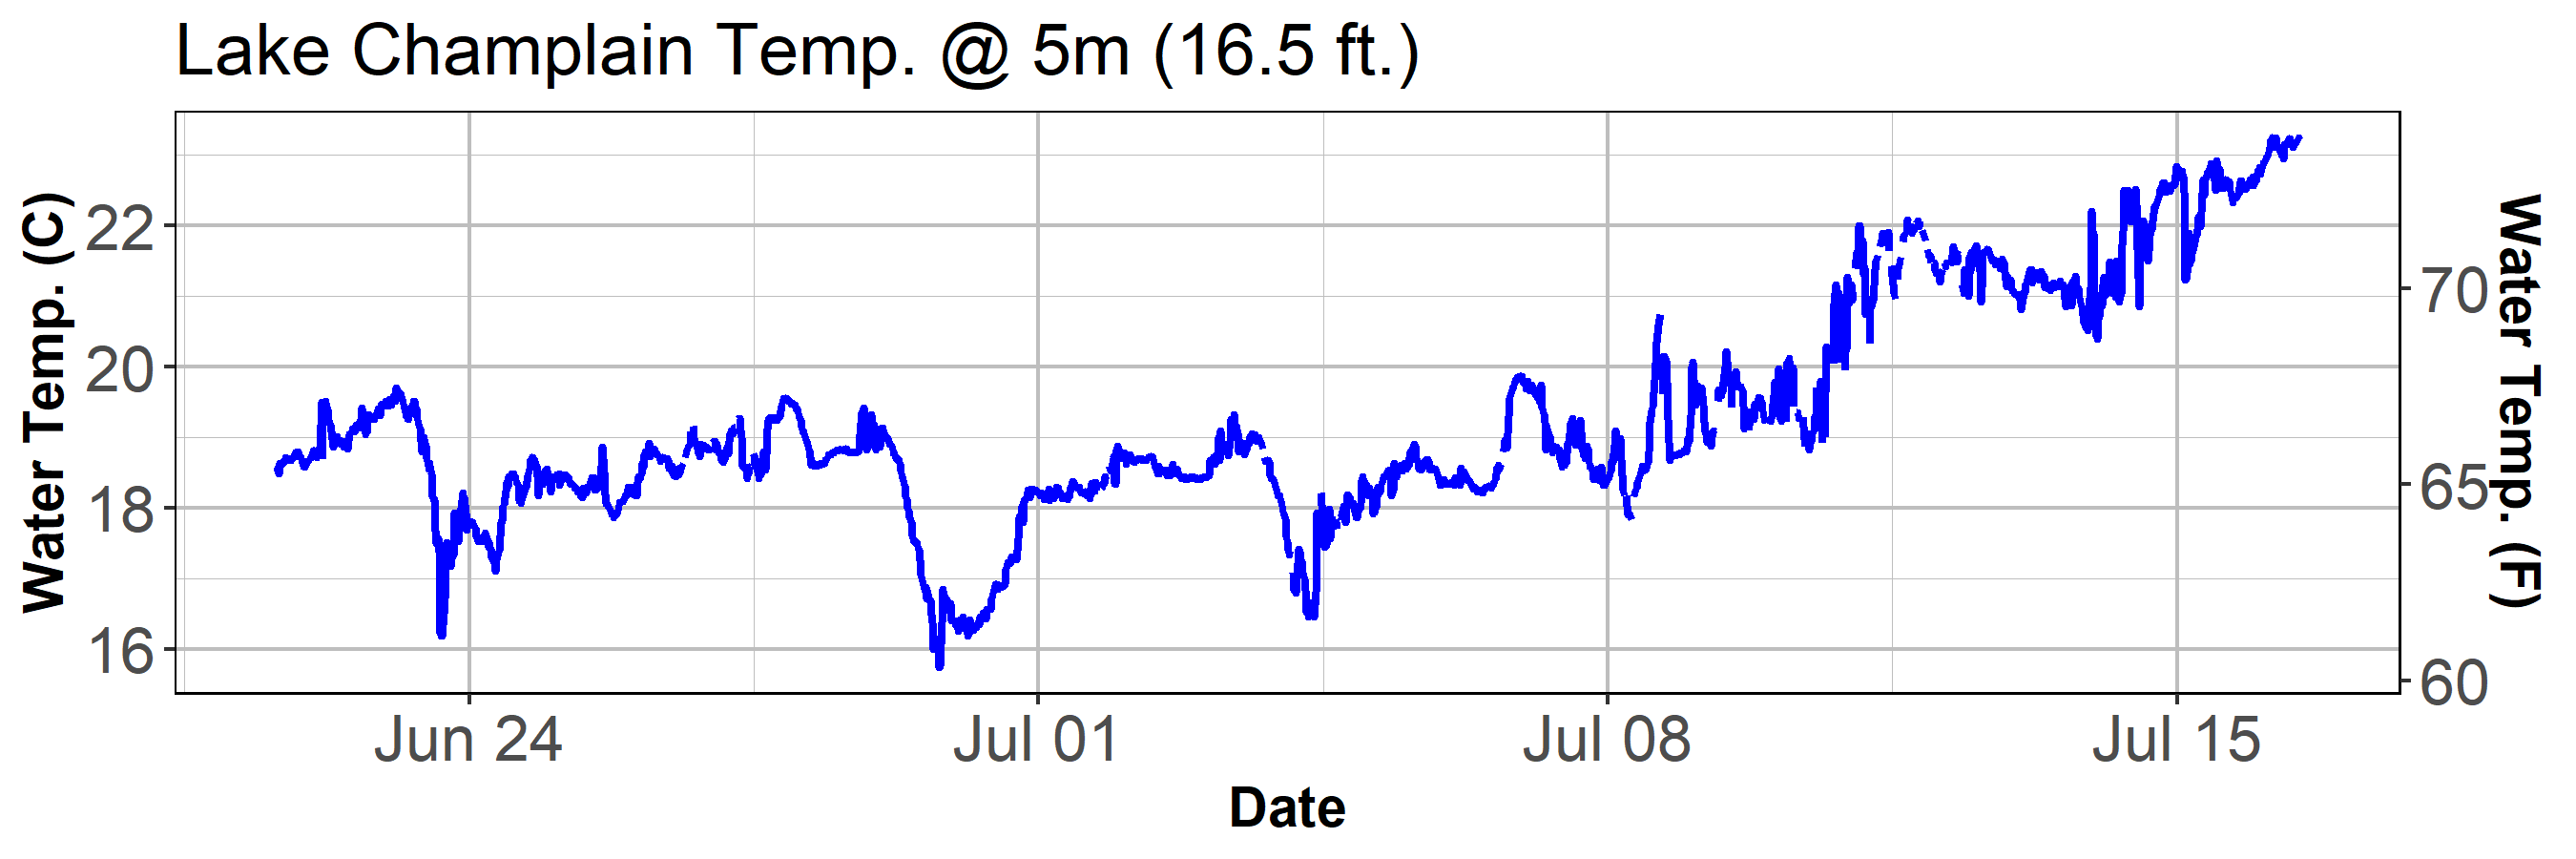 Lake Champlain Temp. @ 5m (16.5 ft.)
Water Temp. (C)
22
20
18
16
70
65
60
Water Temp. (F)
Jun 24
Jul 01
Jul 08
Jul 15
Date